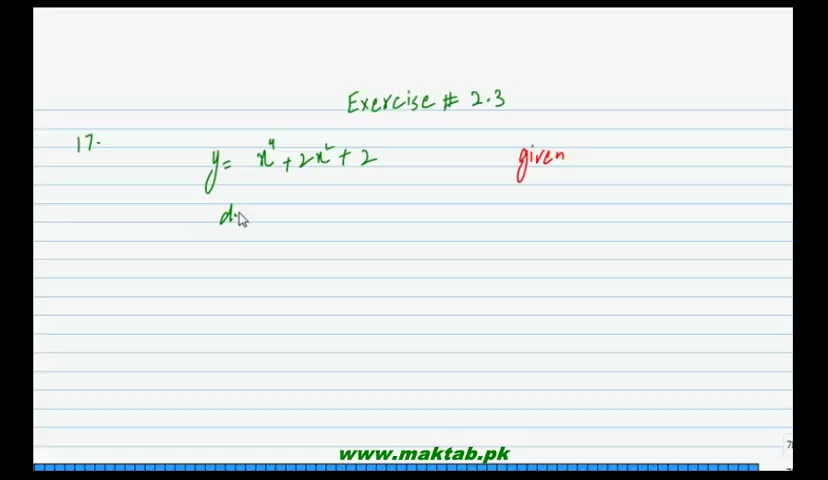 Exercise # 2.3
17.
y = x⁴ + 2x² + 2 given
d
www.maktab.pk